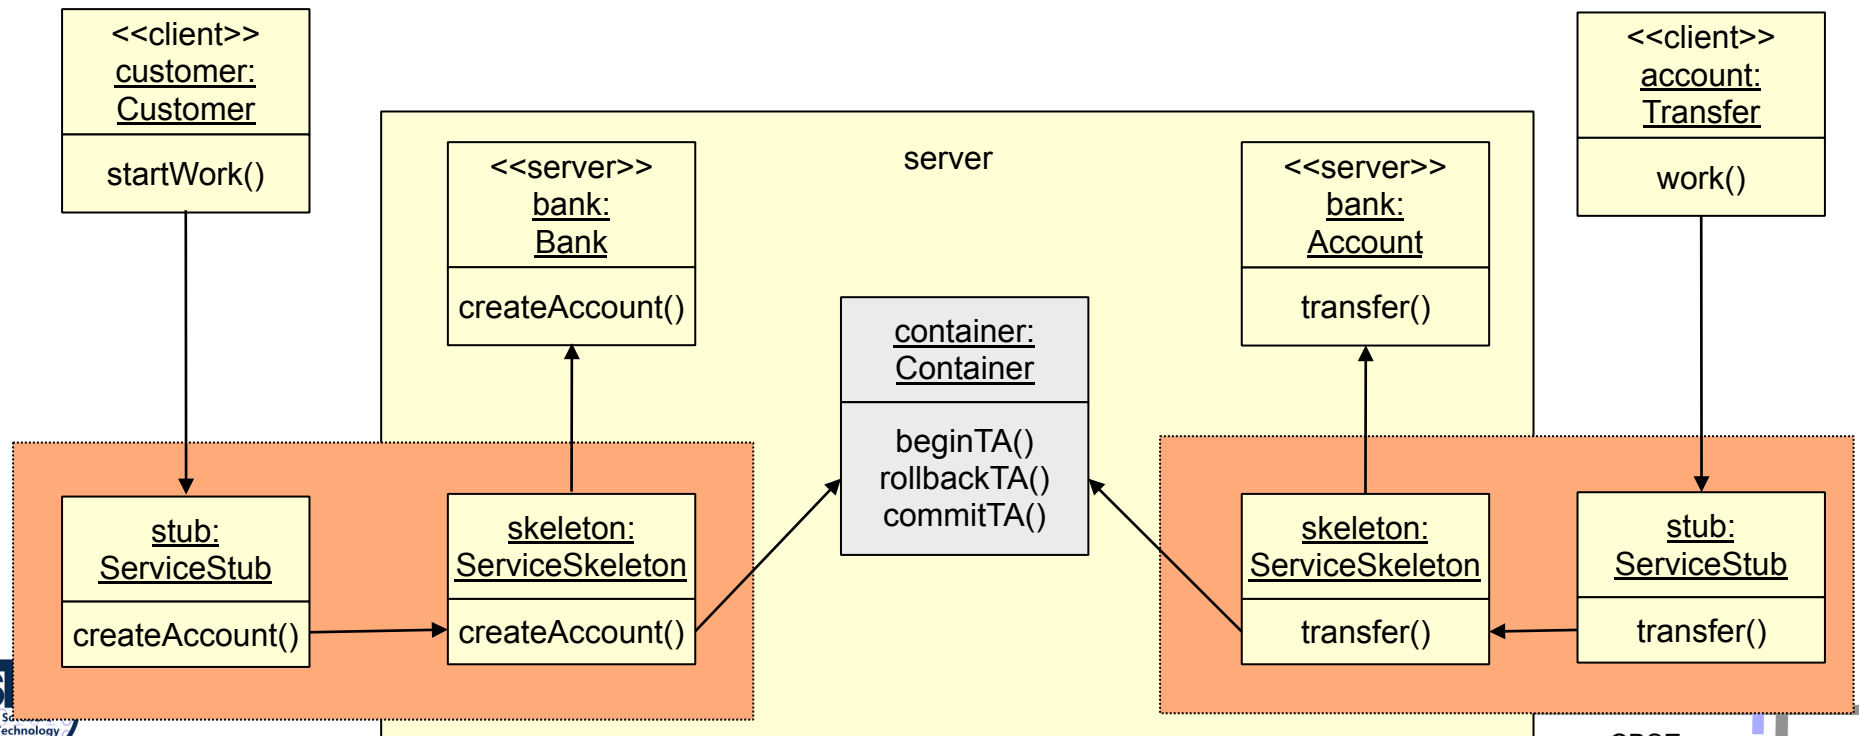 <<client>>
customer:
Customer
startWork()
server
<<server>>
bank:
Bank
createAccount()
container:
Container
beginTA()
rollbackTA()
commitTA()
<<server>>
bank:
Account
transfer()
<<client>>
account:
Transfer
work()
stub:
ServiceStub
createAccount()
skeleton:
ServiceSkeleton
createAccount()
skeleton:
ServiceSkeleton
transfer()
stub:
ServiceStub
transfer()